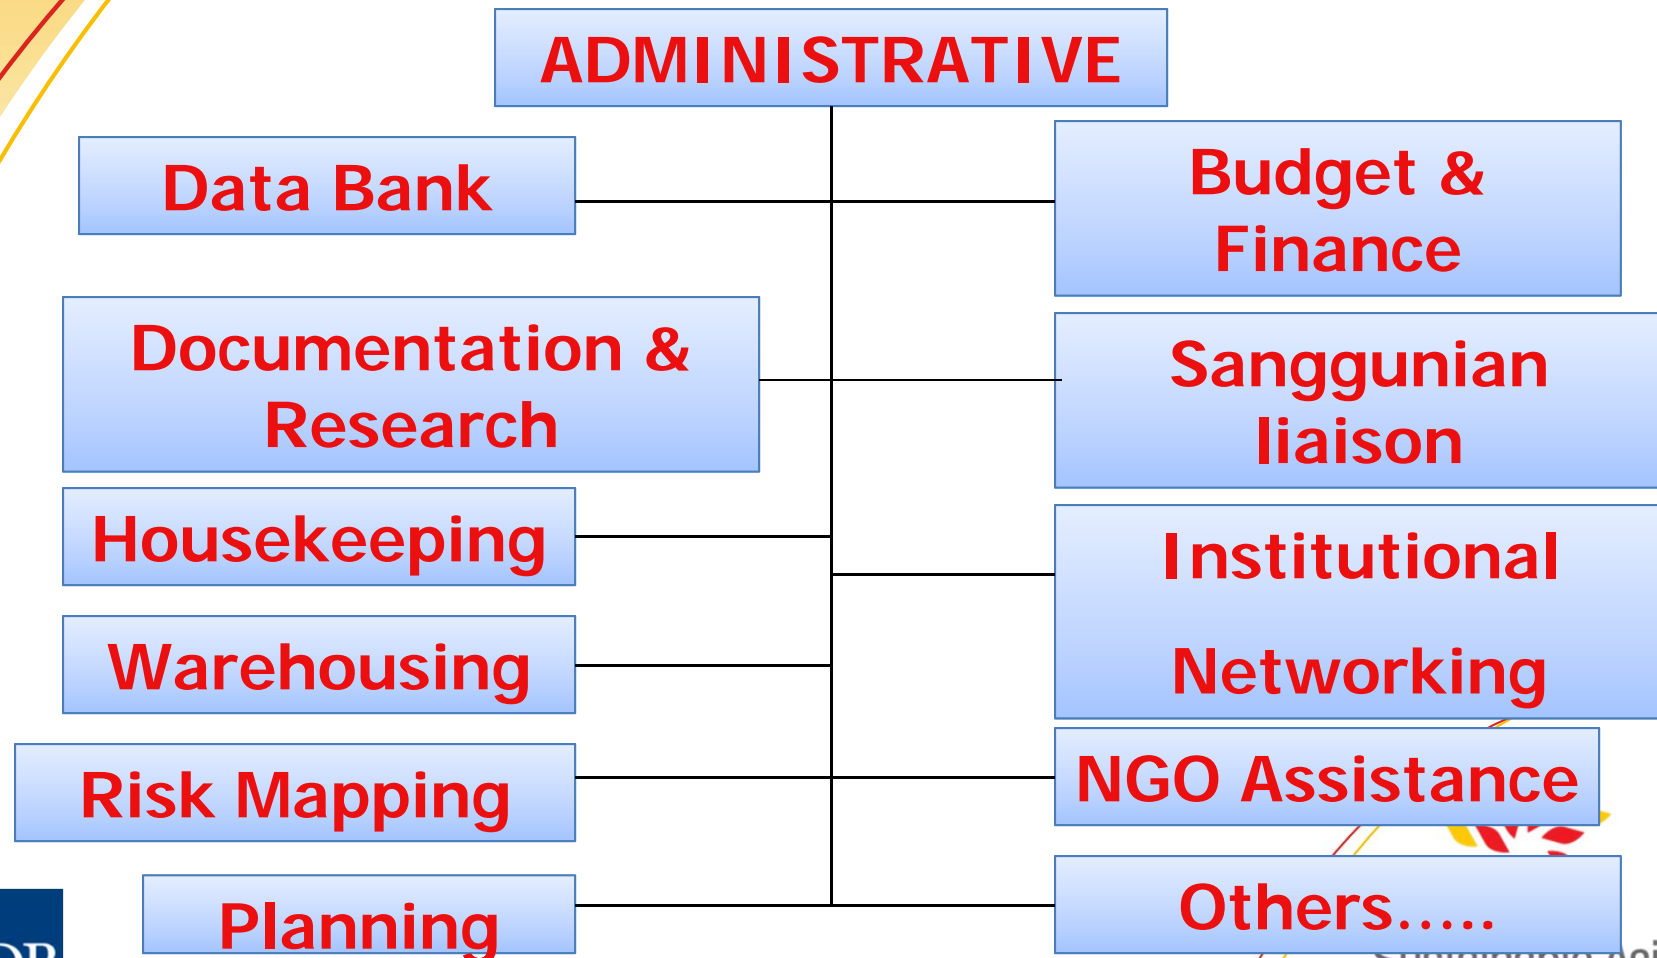 ADMINISTRATIVE
Data Bank
Budget &
Finance
Documentation &
Research
Sanggunian
liaison
Housekeeping
Institutional
Networking
Warehousing
Risk Mapping
NGO Assistance
Planning
Others.....